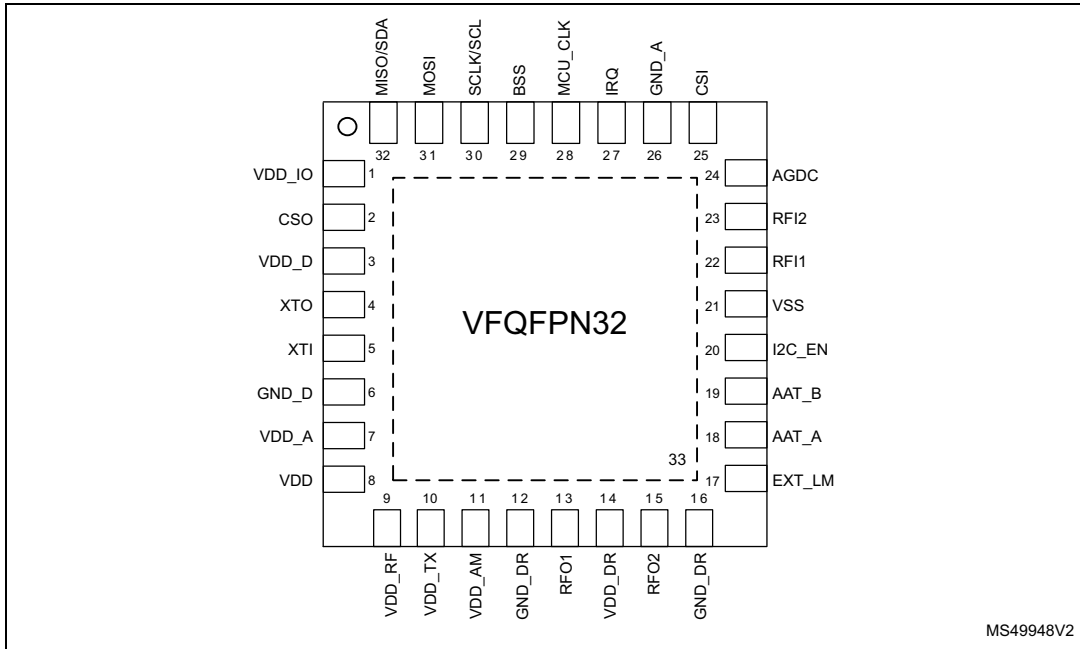 MISO/SDA
MOSI
SCLK/SCL
BSS
MCU_CLK
IRQ
GND_A
CSI
32
31
30
29
28
27
26
25
VDD_IO 1
CSO 2
VDD_D 3
XTO 4
XTI 5
GND_D 6
VDD_A 7
VDD 8
VFQFPN32
24 AGDC
23 RFI2
22 RFI1
21 VSS
20 I2C_EN
19 AAT_B
18 AAT_A
33
17 EXT_LM
9
10
11
12
13
14
15
16
VDD_RF
VDD_TX
VDD_AM
GND_DR
RFO1
VDD_DR
RFO2
GND_DR
MS49948V2